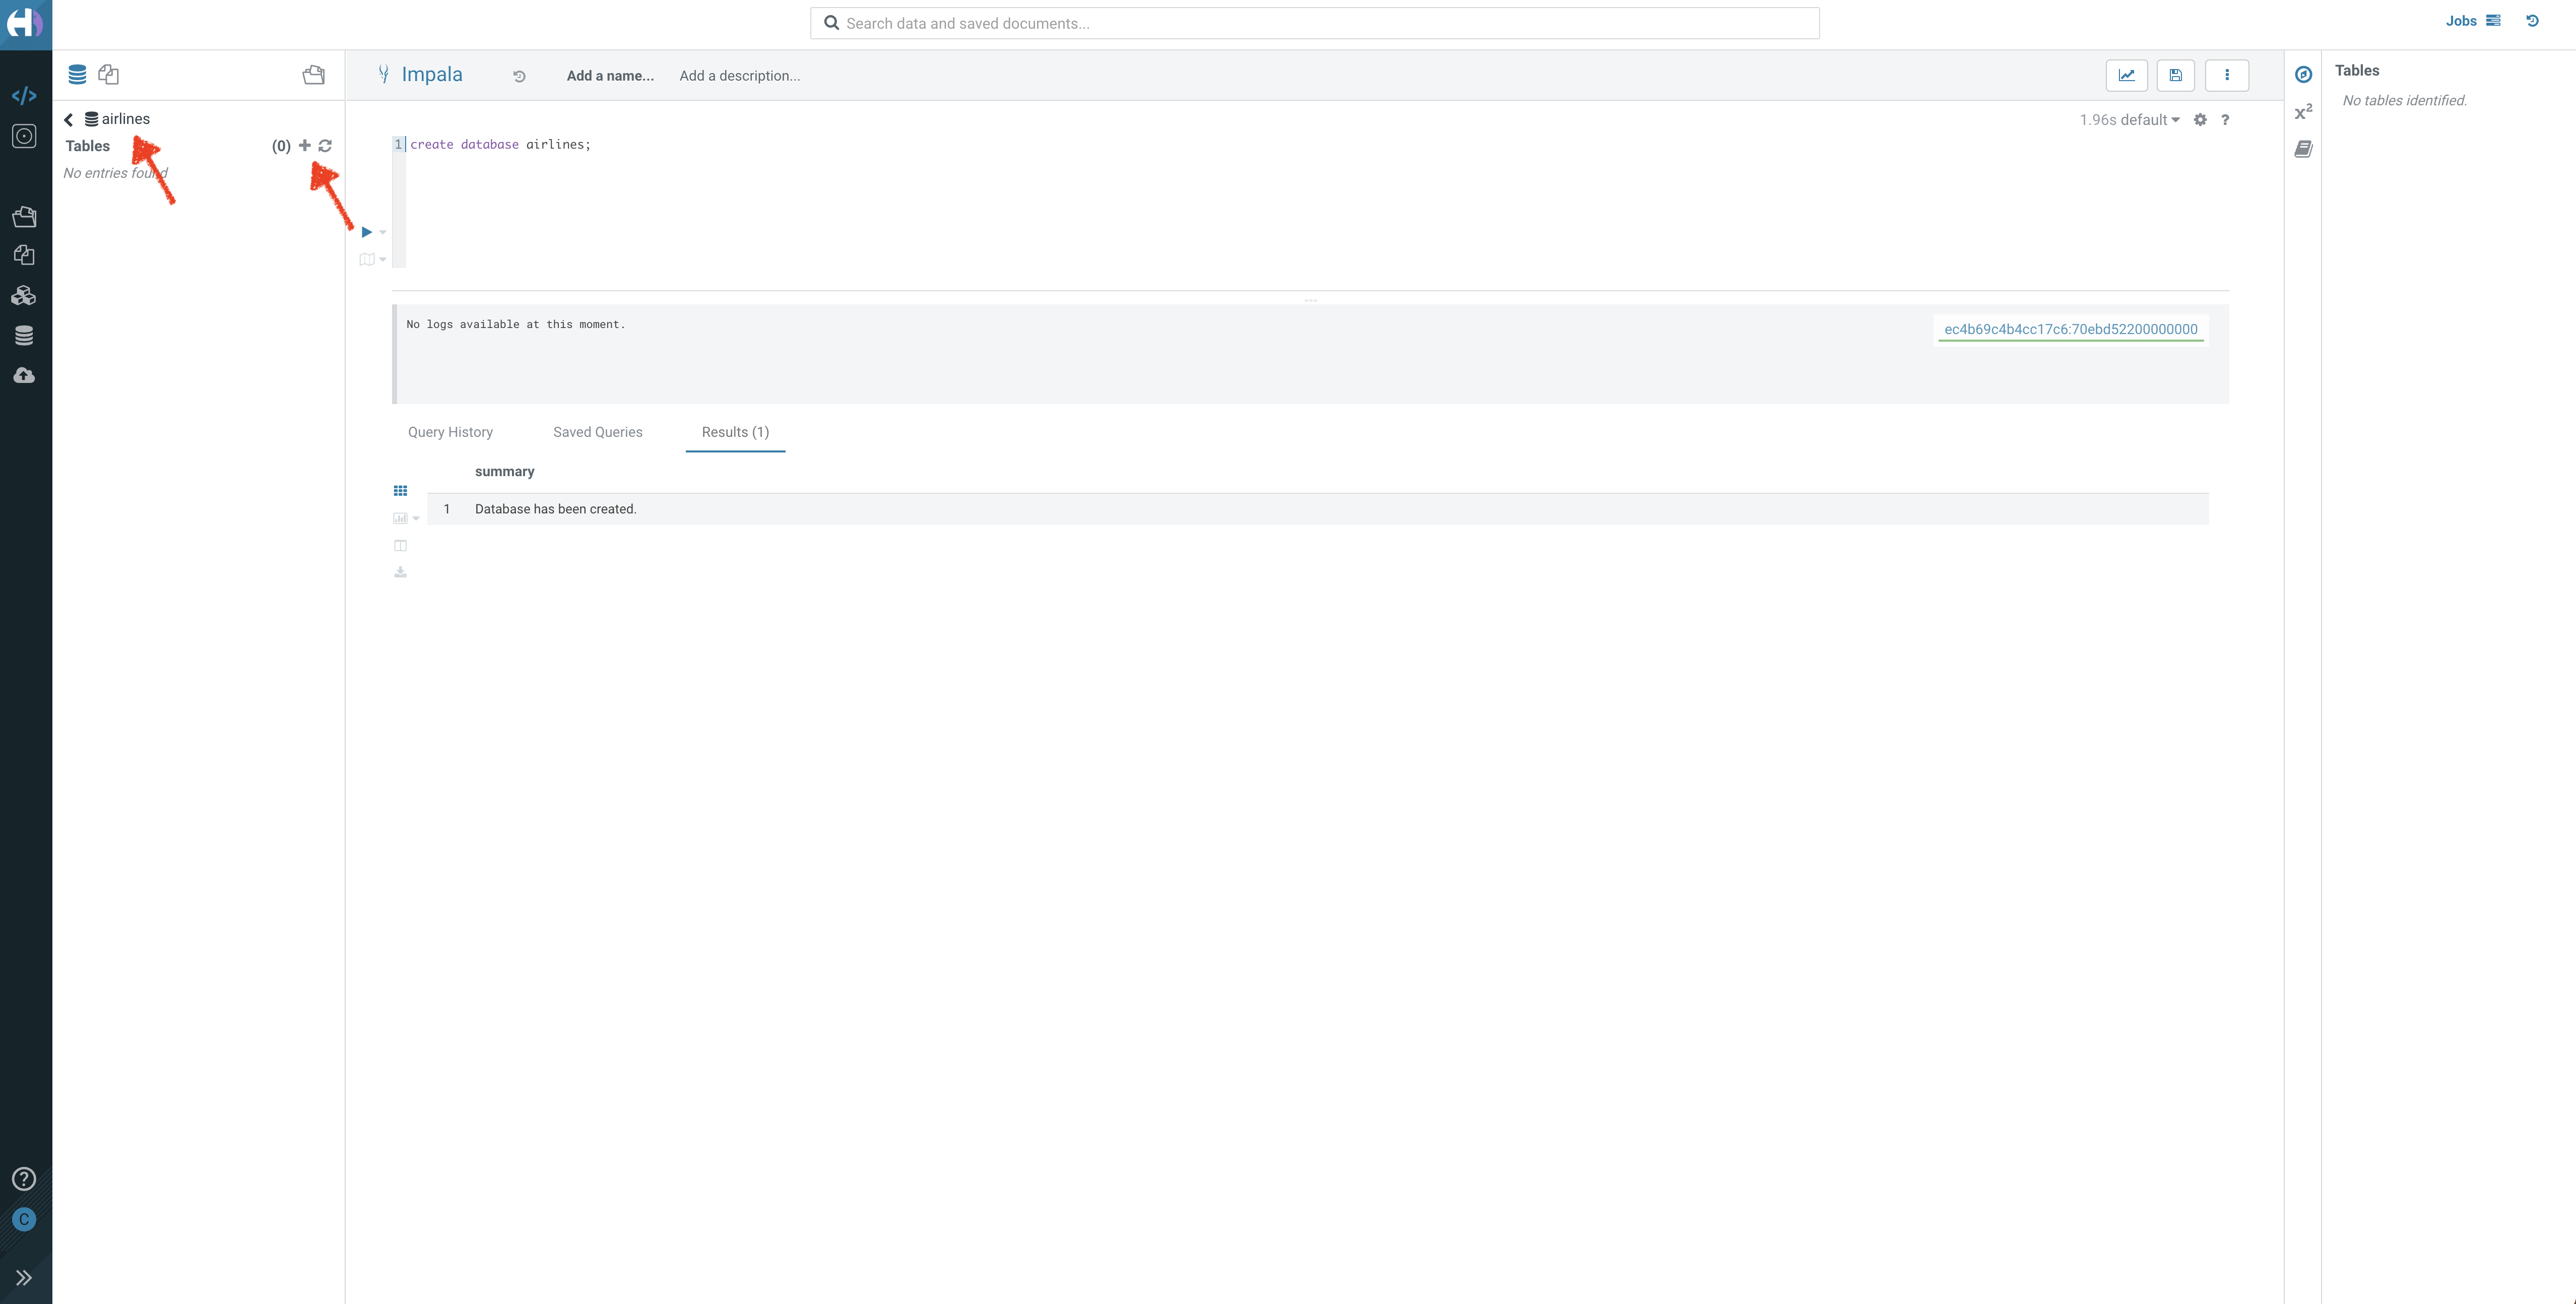 Search data and saved documents...
Jobs
Impala
Add a name...
Add a description...
Tables
No tables identified.
airlines
Tables (0)
No entries found
1.96s default
?
x2
1 create database airlines;
No logs available at this moment.
ec4b69c4b4cc17c6:70ebd52200000000
Query History
Saved Queries
Results (1)
summary
1 Database has been created.
?
C